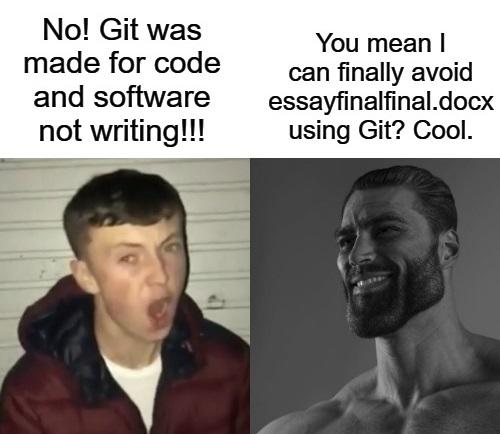 No! Git was
made for code
and software
not writing!!!
You mean I
can finally avoid
essayfinalfinal.docx
using Git? Cool.